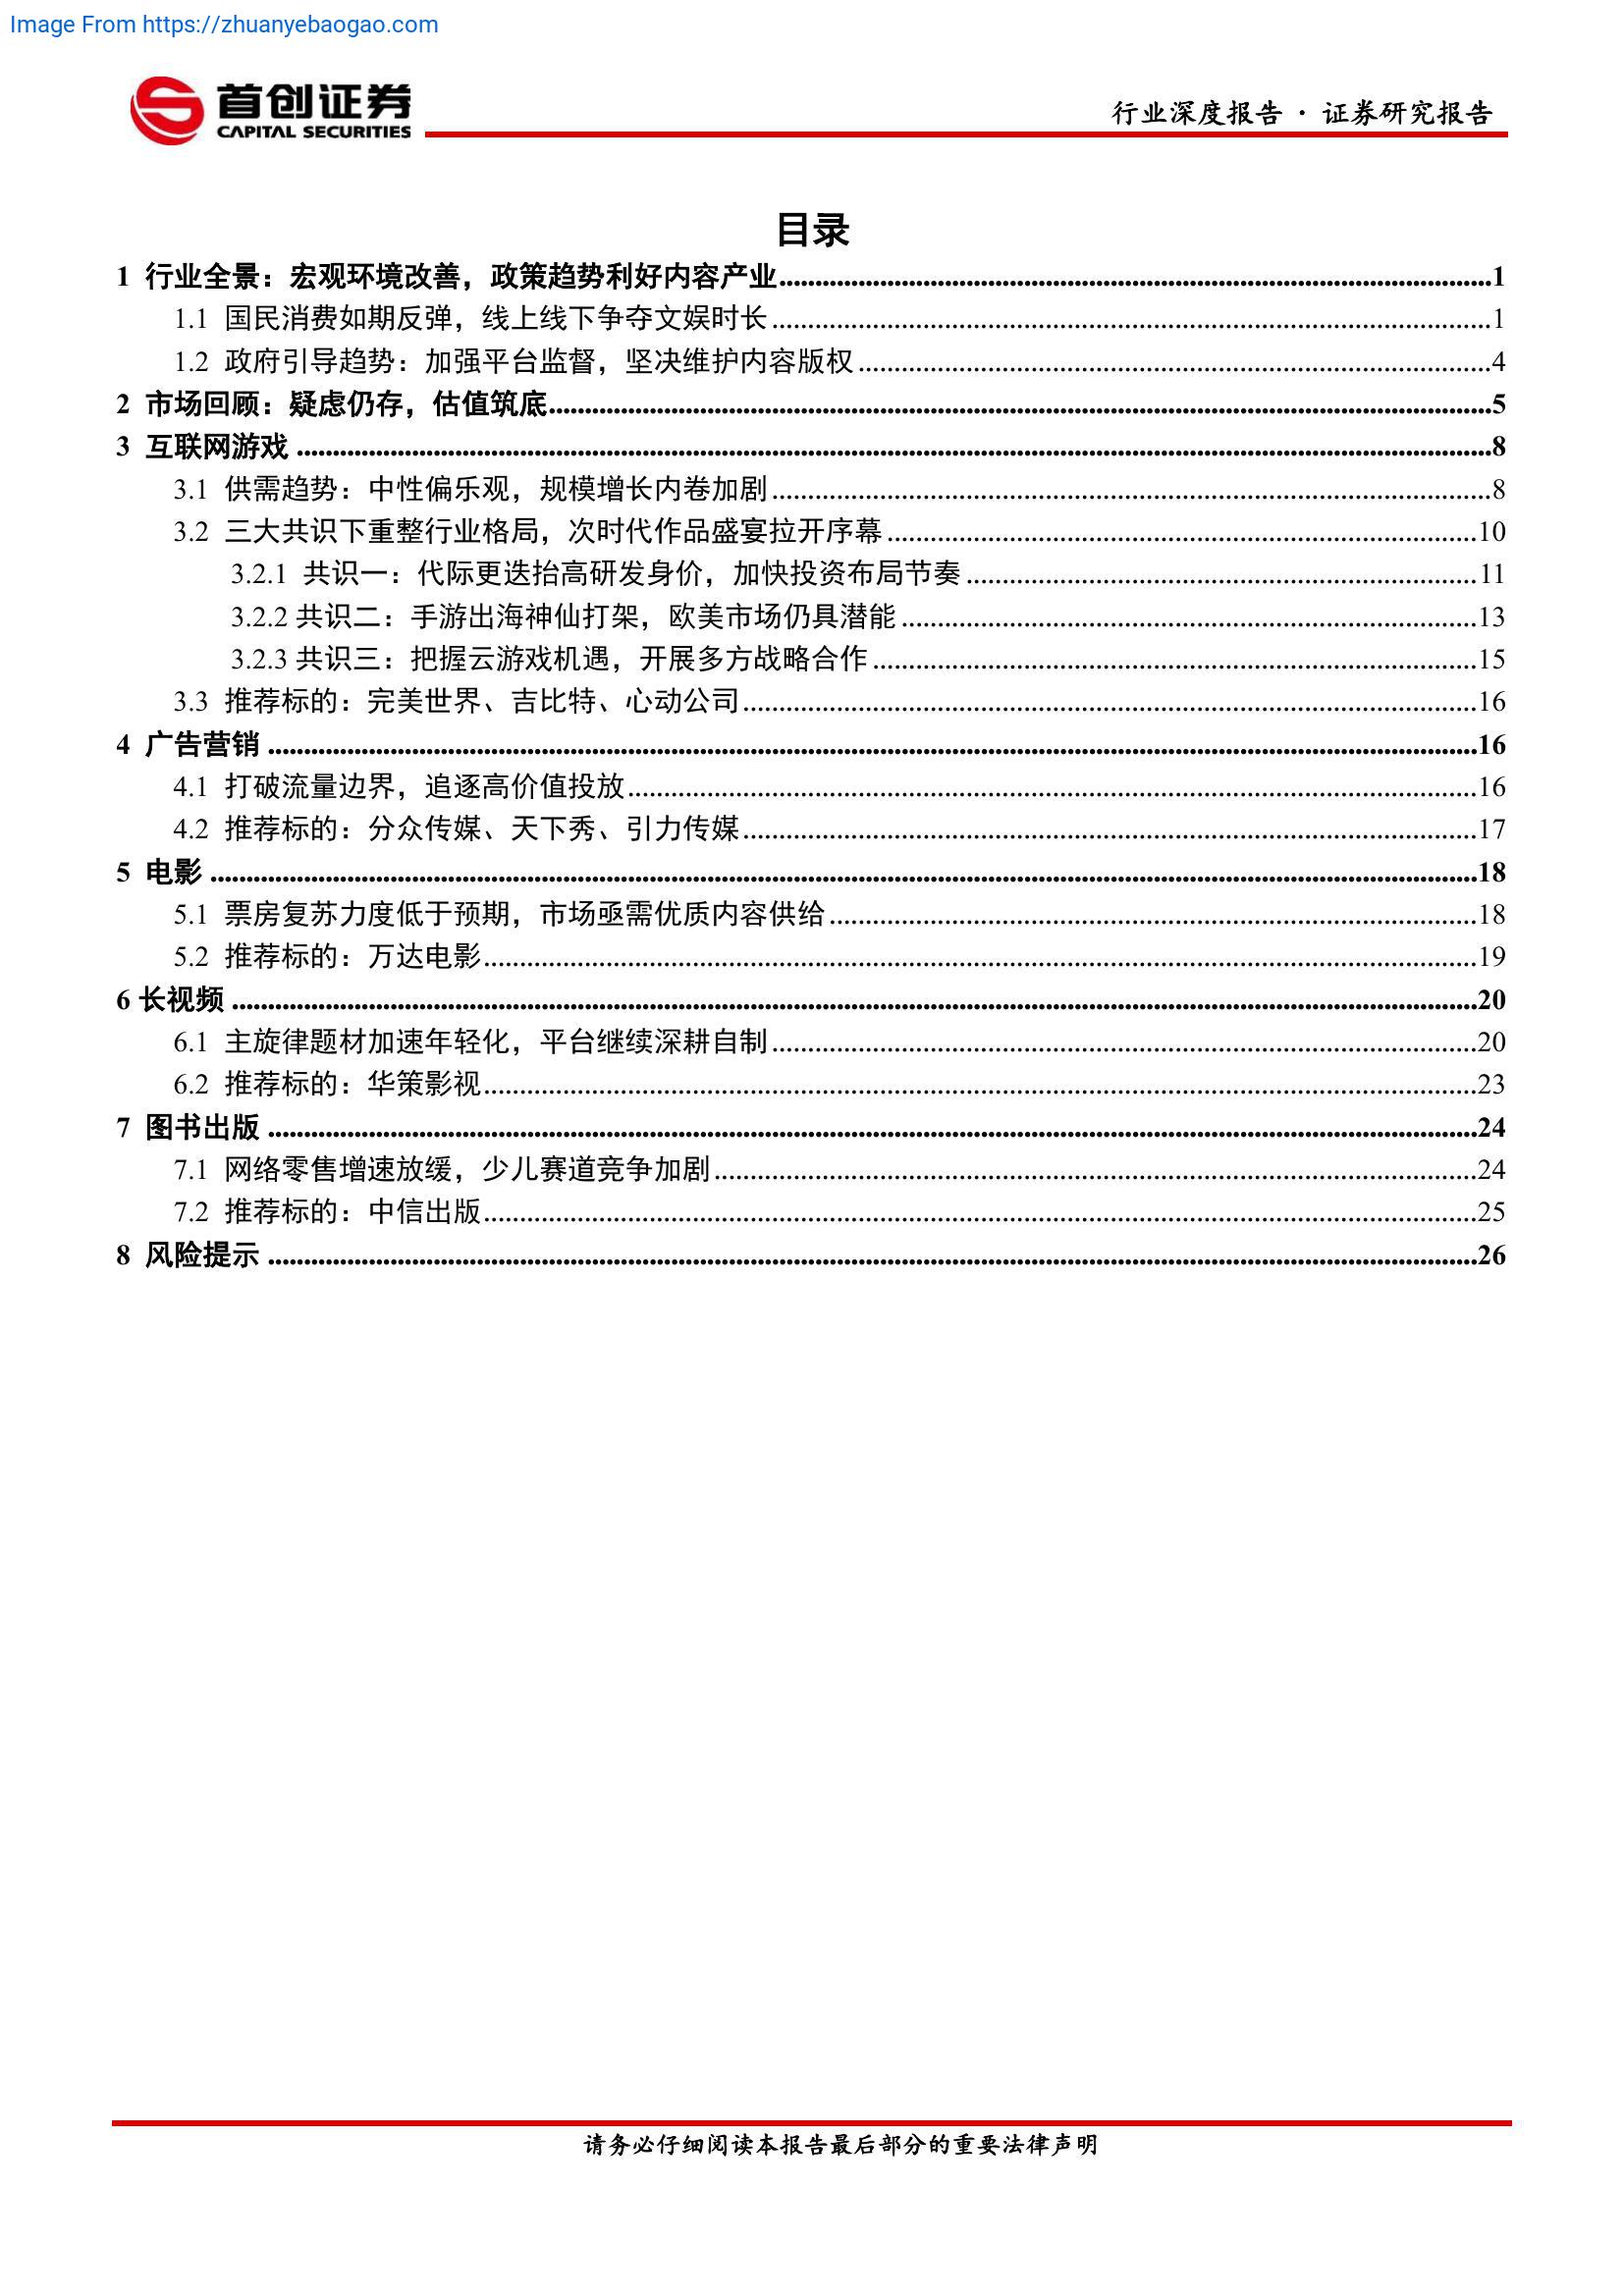 Image From https://zhuanyebaogao.com
首创证券
CAPITAL SECURITIES
行业深度报告 · 证券研究报告
目录
1 行业全景：宏观环境改善，政策趋势利好内容产业 1
1.1 国民消费如期反弹，线上线下争夺文娱时长 1
1.2 政府引导趋势：加强平台监督，坚决维护内容版权 4
2 市场回顾：疑虑仍存，估值筑底 5
3 互联网游戏 8
3.1 供需趋势：中性偏乐观，规模增长内卷加剧 8
3.2 三大共识下重整行业格局，次时代作品盛宴拉开序幕 10
3.2.1 共识一：代际更迭抬高研发身价，加快投资布局节奏 11
3.2.2 共识二：手游出海神仙打架，欧美市场仍具潜能 13
3.2.3 共识三：把握云游戏机遇，开展多方战略合作 15
3.3 推荐标的：完美世界、吉比特、心动公司 16
4 广告营销 16
4.1 打破流量边界，追逐高价值投放 16
4.2 推荐标的：分众传媒、天下秀、引力传媒 17
5 电影 18
5.1 票房复苏力度低于预期，市场亟需优质内容供给 18
5.2 推荐标的：万达电影 19
6 长视频 20
6.1 主旋律题材加速年轻化，平台继续深耕自制 20
6.2 推荐标的：华策影视 23
7 图书出版 24
7.1 网络零售增速放缓，少儿赛道竞争加剧 24
7.2 推荐标的：中信出版 25
8 风险提示 26
请务必仔细阅读本报告最后部分的重要法律声明